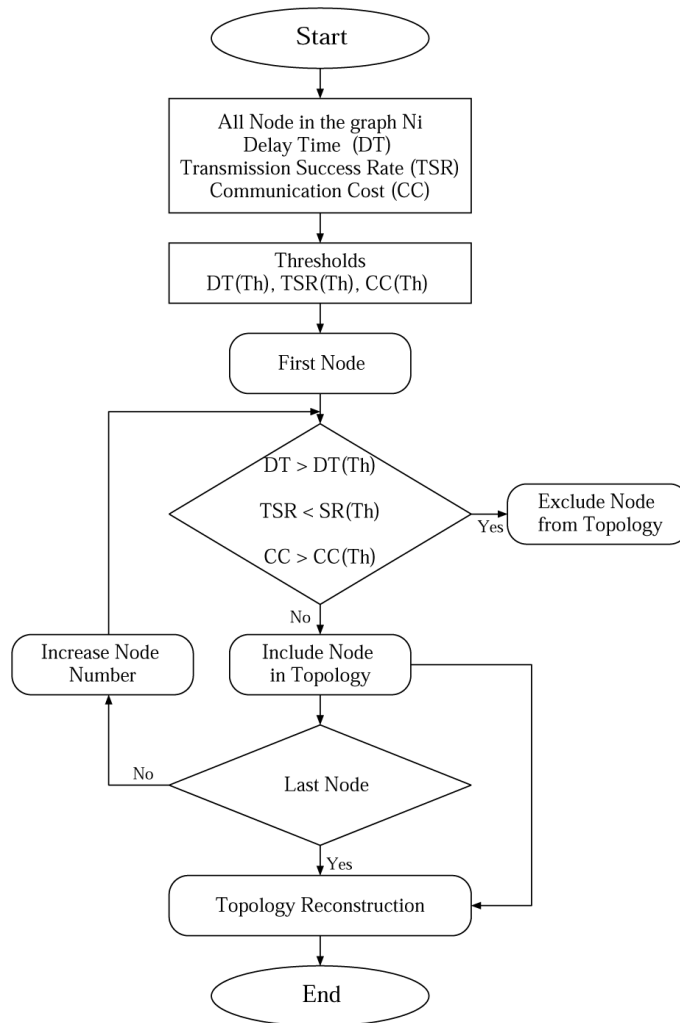 Start
All Node in the graph Ni
Delay Time (DT)
Transmission Success Rate (TSR)
Communication Cost (CC)
Thresholds
DT(Th), TSR(Th), CC(Th)
First Node
DT > DT(Th)
TSR < SR(Th)
CC > CC(Th)
Yes
Exclude Node
from Topology
No
Increase Node
Number
Include Node
in Topology
No
Last Node
Yes
Topology Reconstruction
End